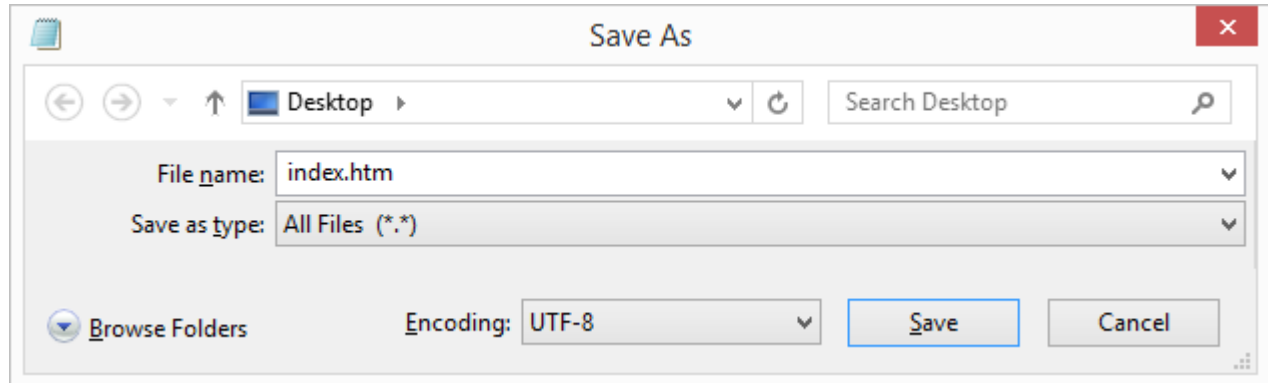 Save As
Desktop
Search Desktop
File name: index.htm
Save as type: All Files (*.*)
Browse Folders Encoding: UTF-8 Save Cancel